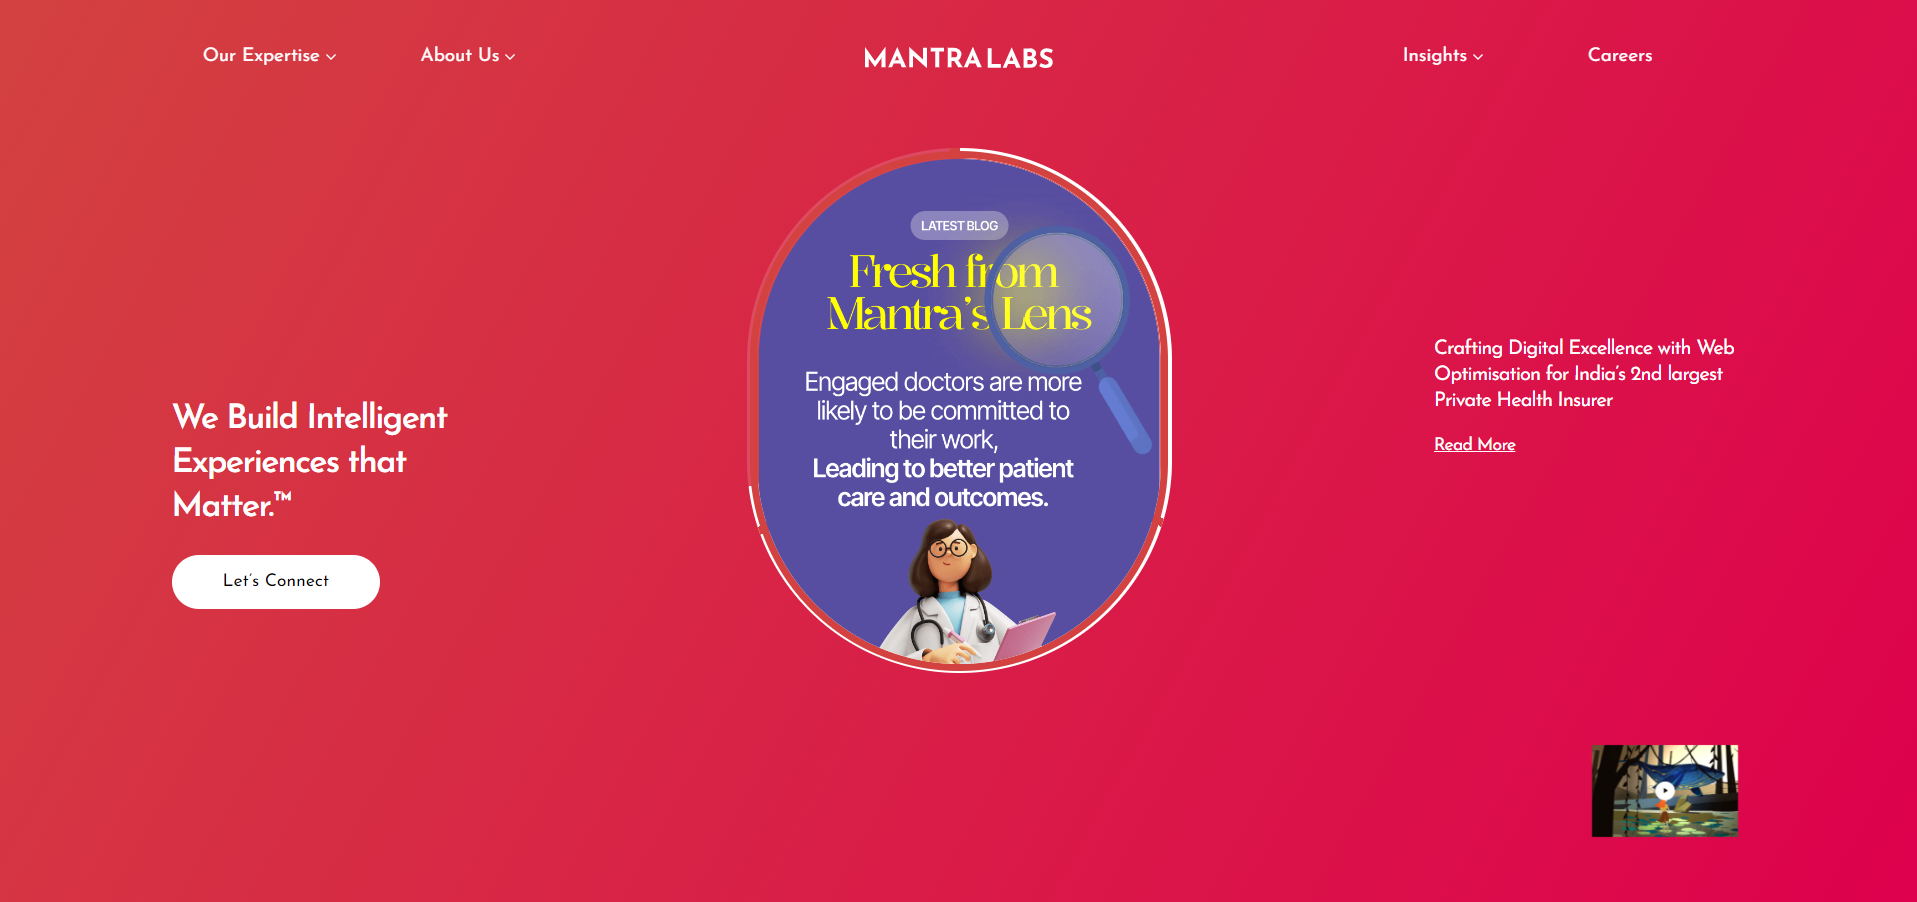 Our Expertise
About Us
MANTRA LABS
Insights
Careers
LATEST BLOG
Fresh from
Mantra's Lens
Engaged doctors are more
likely to be committed to
their work,
Leading to better patient
care and outcomes.
We Build Intelligent
Experiences that
Matter.™
Let's Connect
Crafting Digital Excellence with Web
Optimisation for India's 2nd largest
Private Health Insurer
Read More